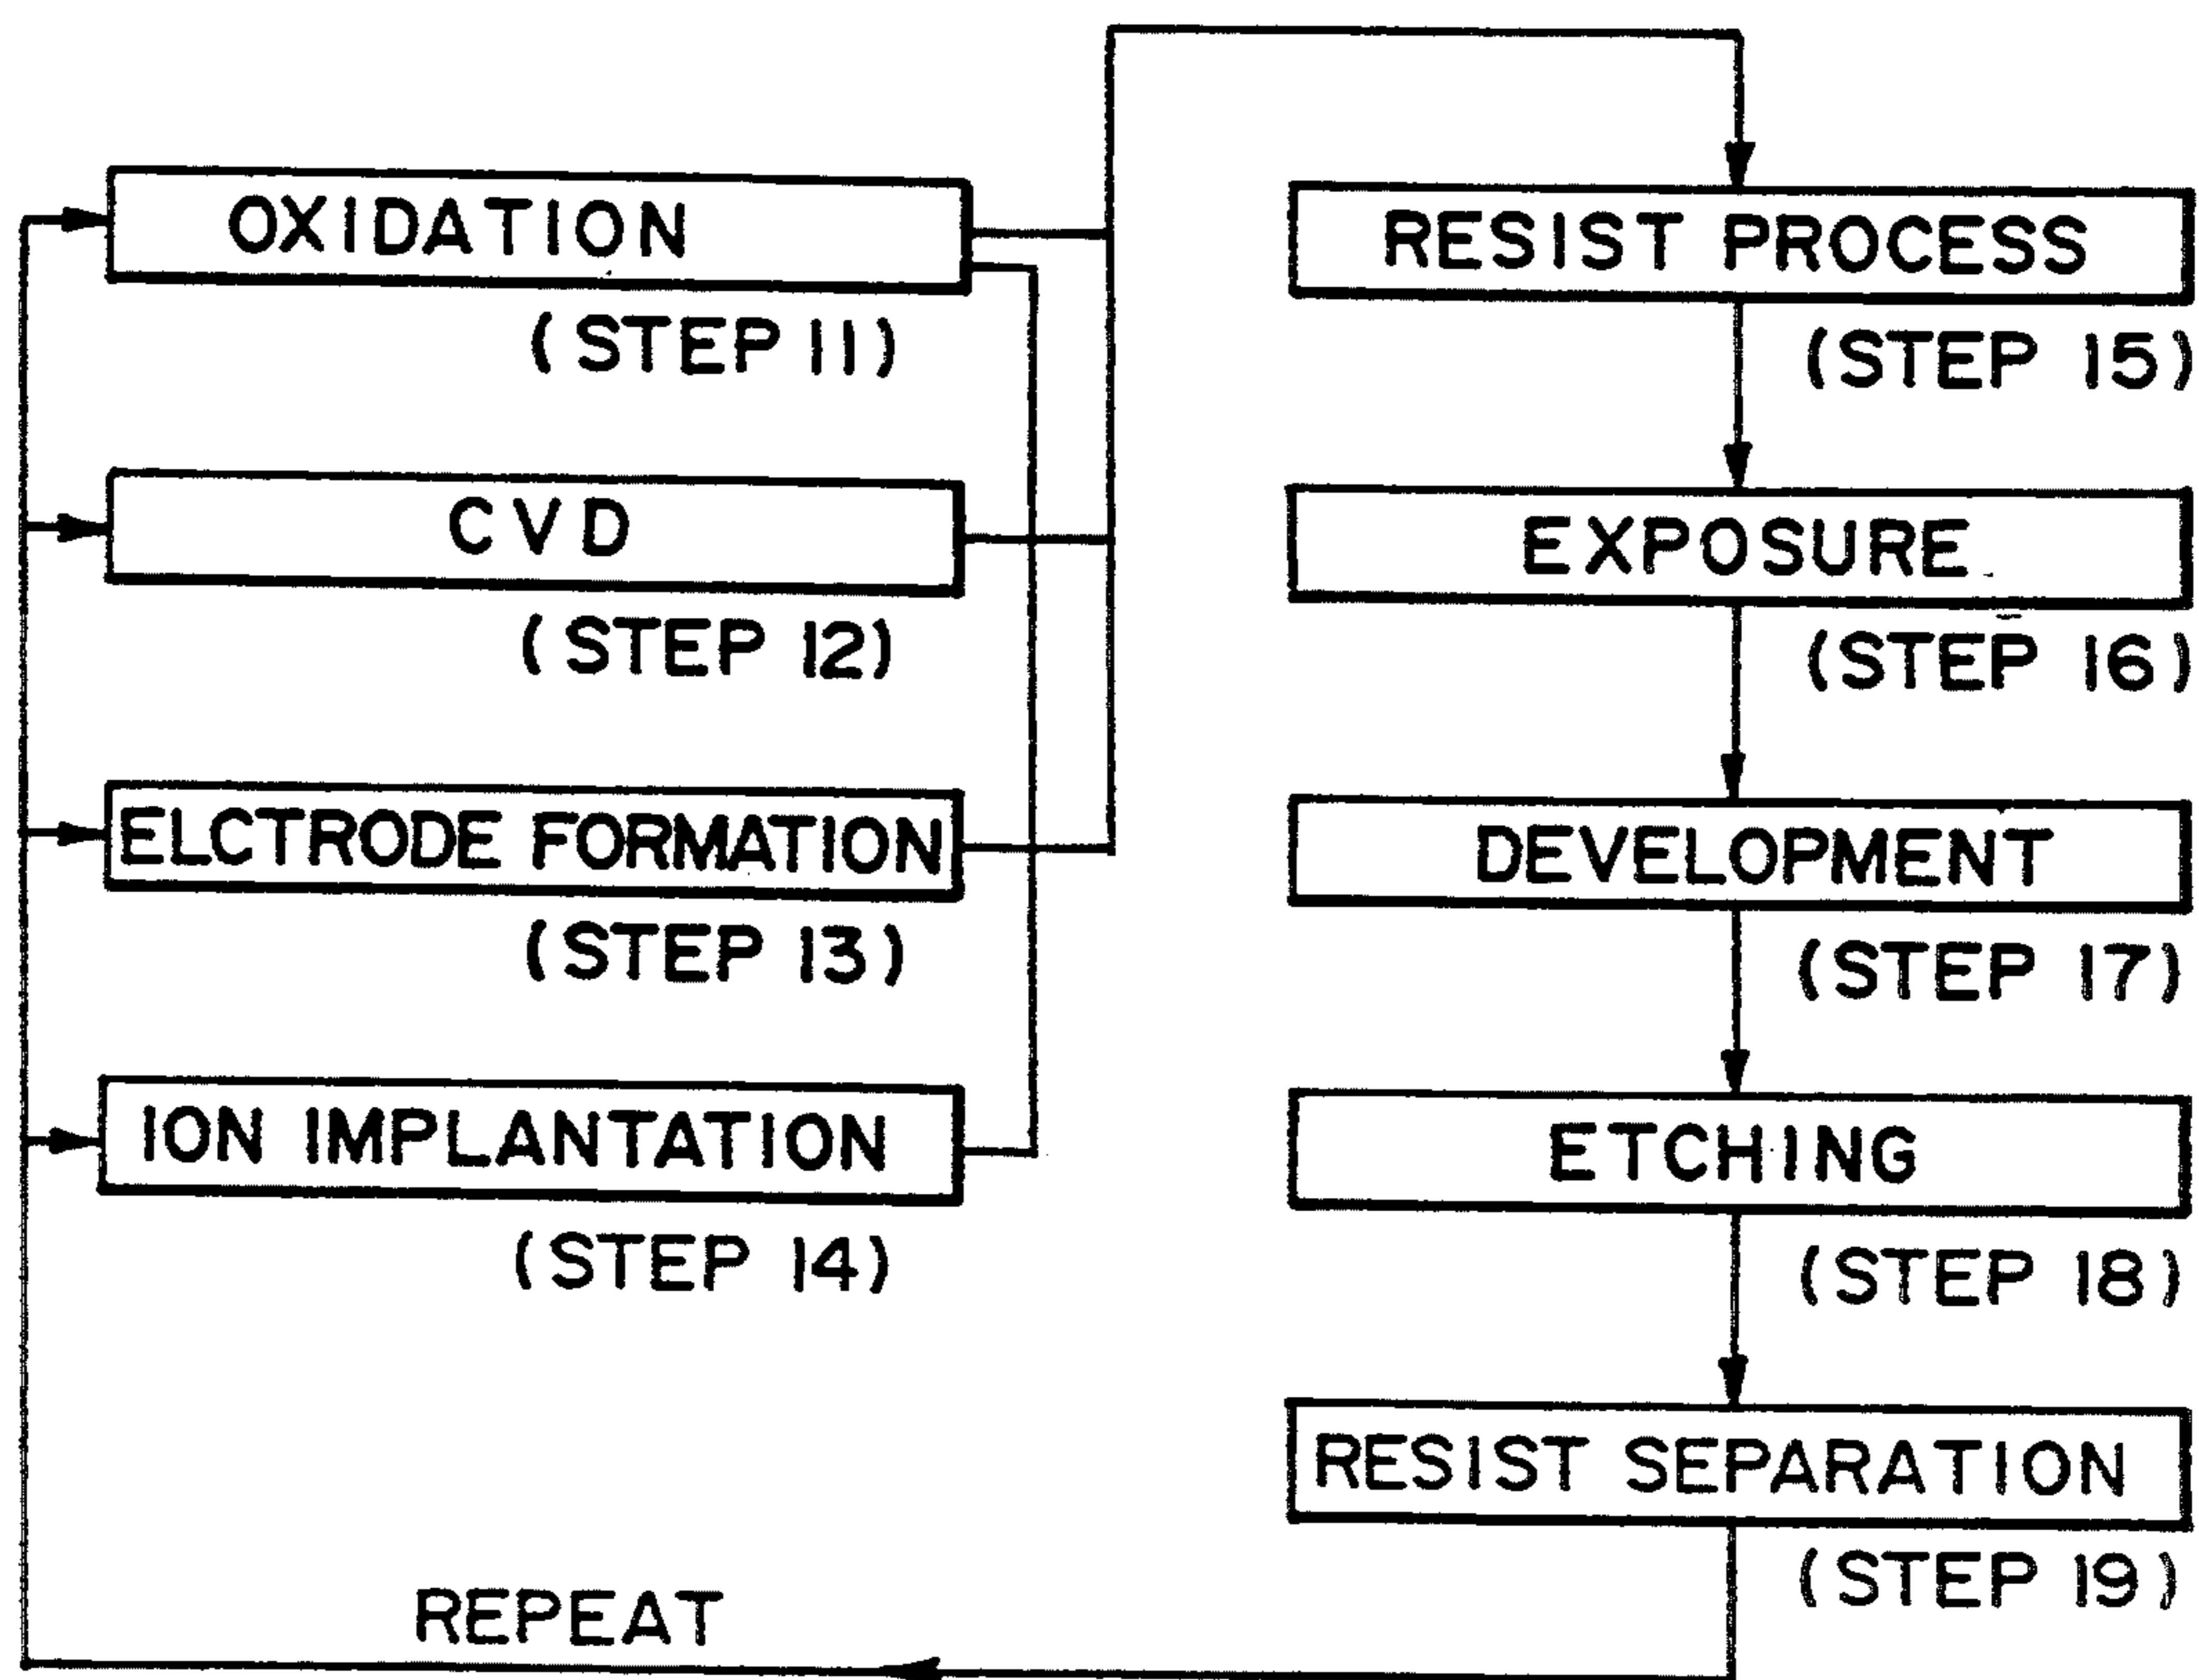 OXIDATION
(STEP 11)
CVD
(STEP 12)
ELCTRODE FORMATION
(STEP 13)
ION IMPLANTATION
(STEP 14)
RESIST PROCESS
(STEP 15)
EXPOSURE
(STEP 16)
DEVELOPMENT
(STEP 17)
ETCHING
(STEP 18)
RESIST SEPARATION
(STEP 19)
REPEAT